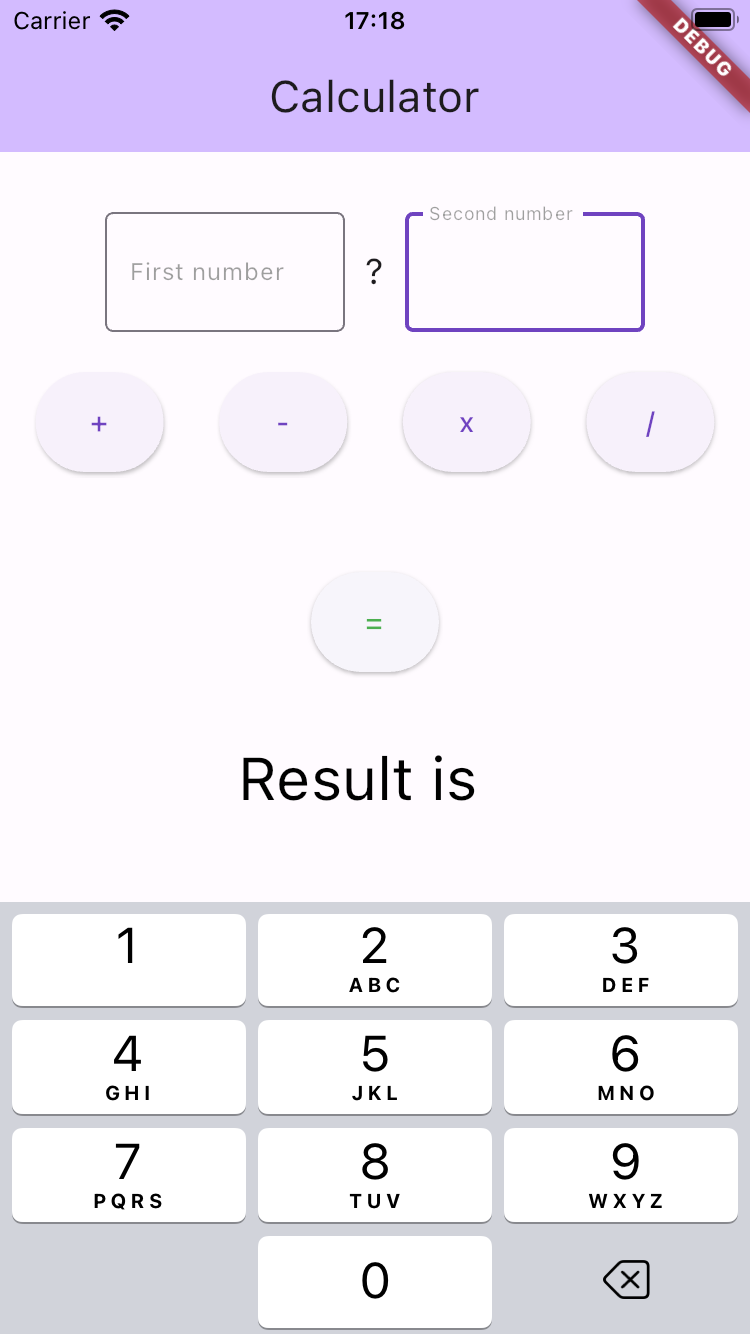 Carrier 17:18
DEBUG
Calculator
First number ? Second number
+ - x /
=
Result is
1 2 3
ABC DEF
4 5 6
GHI JKL MNO
7 8 9
PQRS TUV WXYZ
0